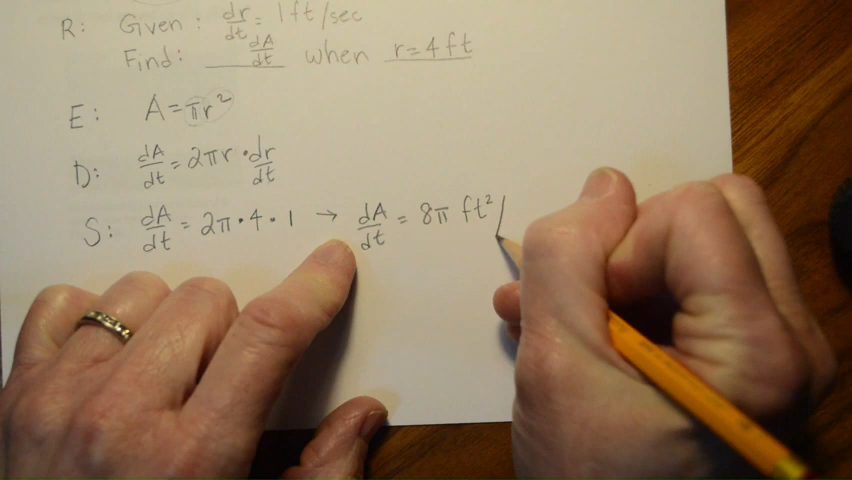 R: Given: dr/dt = 1 ft/sec
Find: dA/dt when r = 4 ft
E: A = πr²
D: dA/dt = 2πr · dr/dt
S: dA/dt = 2π · 4 · 1 → dA/dt = 8π ft²/